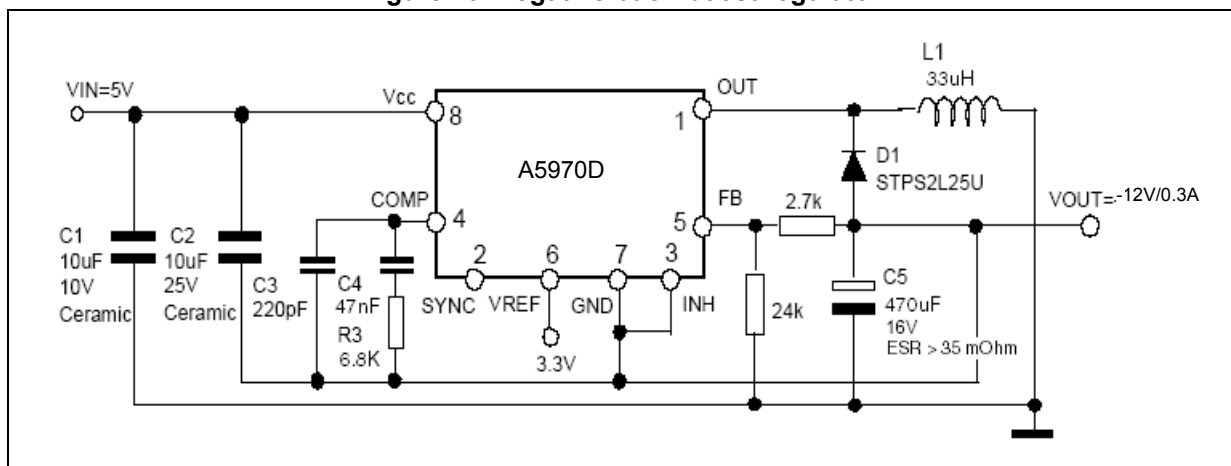 L1
33uH
VIN=5V
Vcc
8
OUT
1
A5970D
D1
STPS2L25U
COMP
4
FB
5
2.7k
VOUT=-12V/0.3A
C1
10uF
10V
Ceramic
C2
10uF
25V
Ceramic
C3
220pF
C4
47nF
R3
6.8K
2
SYNC
6
VREF
3.3V
7
GND
3
INH
24k
C5
470uF
16V
ESR > 35 mOhm